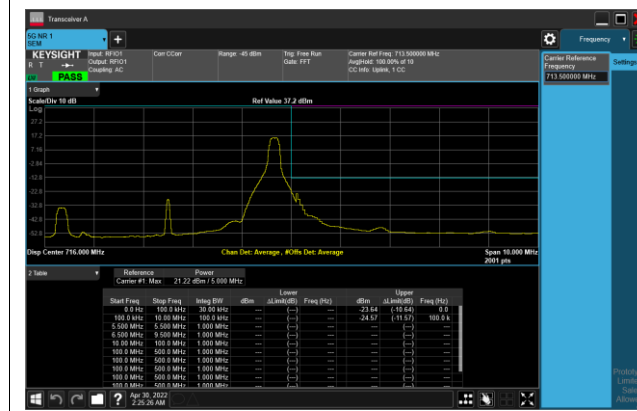 Transceiver A
5G NR 1
SEM
Frequency
KEYSIGHT
R T
PASS
Input: RFIO1
Output: RFIO1
Coupling: AC
Corr CCorr
Range: -45 dBm
Trig: Free Run
Gate: FFT
Carrier Ref Freq: 713.500000 MHz
Avg|Hold: 100.00% of 10
CC Info: Uplink, 1 CC
Carrier Reference
Frequency
713.500000 MHz
Settings
1 Graph
Scale/Div 10 dB
Ref Value 37.2 dBm
Log
27.2
17.2
7.16
-2.84
-12.8
-22.8
-32.8
-42.8
-52.8
Disp Center 716.000 MHz
Chan Det: Average, #Offs Det: Average
Span 10.000 MHz
2001 pts
2 Table
Reference Power
Carrier #1 Max 21.22 dBm / 5.000 MHz
Lower Upper
Start Freq Stop Freq Integ BW dBm ΔLimit(dB) Freq (Hz) dBm ΔLimit(dB) Freq (Hz)
0.0 Hz 100.0 kHz 30.00 kHz --- (---) --- -23.64 (-10.64) 0.0
100.0 kHz 10.00 MHz 100.0 kHz --- (---) --- -24.57 (-11.57) 100.0 k
5.500 MHz 5.500 MHz 1.000 MHz --- (---) --- --- (---) ---
6.500 MHz 9.500 MHz 1.000 MHz --- (---) --- --- (---) ---
10.00 MHz 100.0 MHz 1.000 MHz --- (---) --- --- (---) ---
100.0 MHz 500.0 MHz 1.000 MHz --- (---) --- --- (---) ---
100.0 MHz 500.0 MHz 1.000 MHz --- (---) --- --- (---) ---
100.0 MHz 500.0 MHz 1.000 MHz --- (---) --- --- (---) ---
100.0 MHz 500.0 MHz 1.000 MHz --- (---) --- --- (---) ---
?
Apr 30, 2022
2:25:26 AM